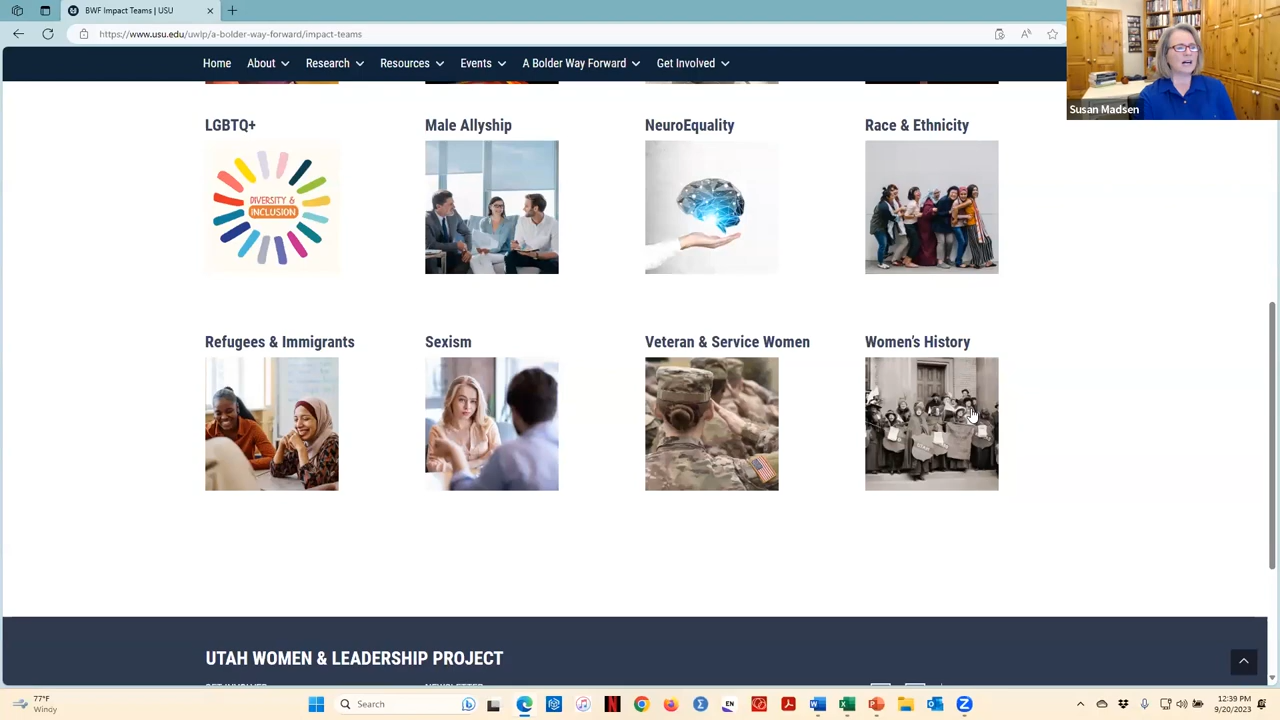 BWF Impact Teams | USU
https://www.usu.edu/uwlp/a-bolder-way-forward/impact-teams
Home About Research Resources Events A Bolder Way Forward Get Involved
Susan Madsen
LGBTQ+ Male Allyship NeuroEquality Race & Ethnicity
DIVERSITY &
INCLUSION
Refugees & Immigrants Sexism Veteran & Service Women Women's History
UTAH WOMEN & LEADERSHIP PROJECT
77°F
Windy
Search
12:39 PM
9/20/2023